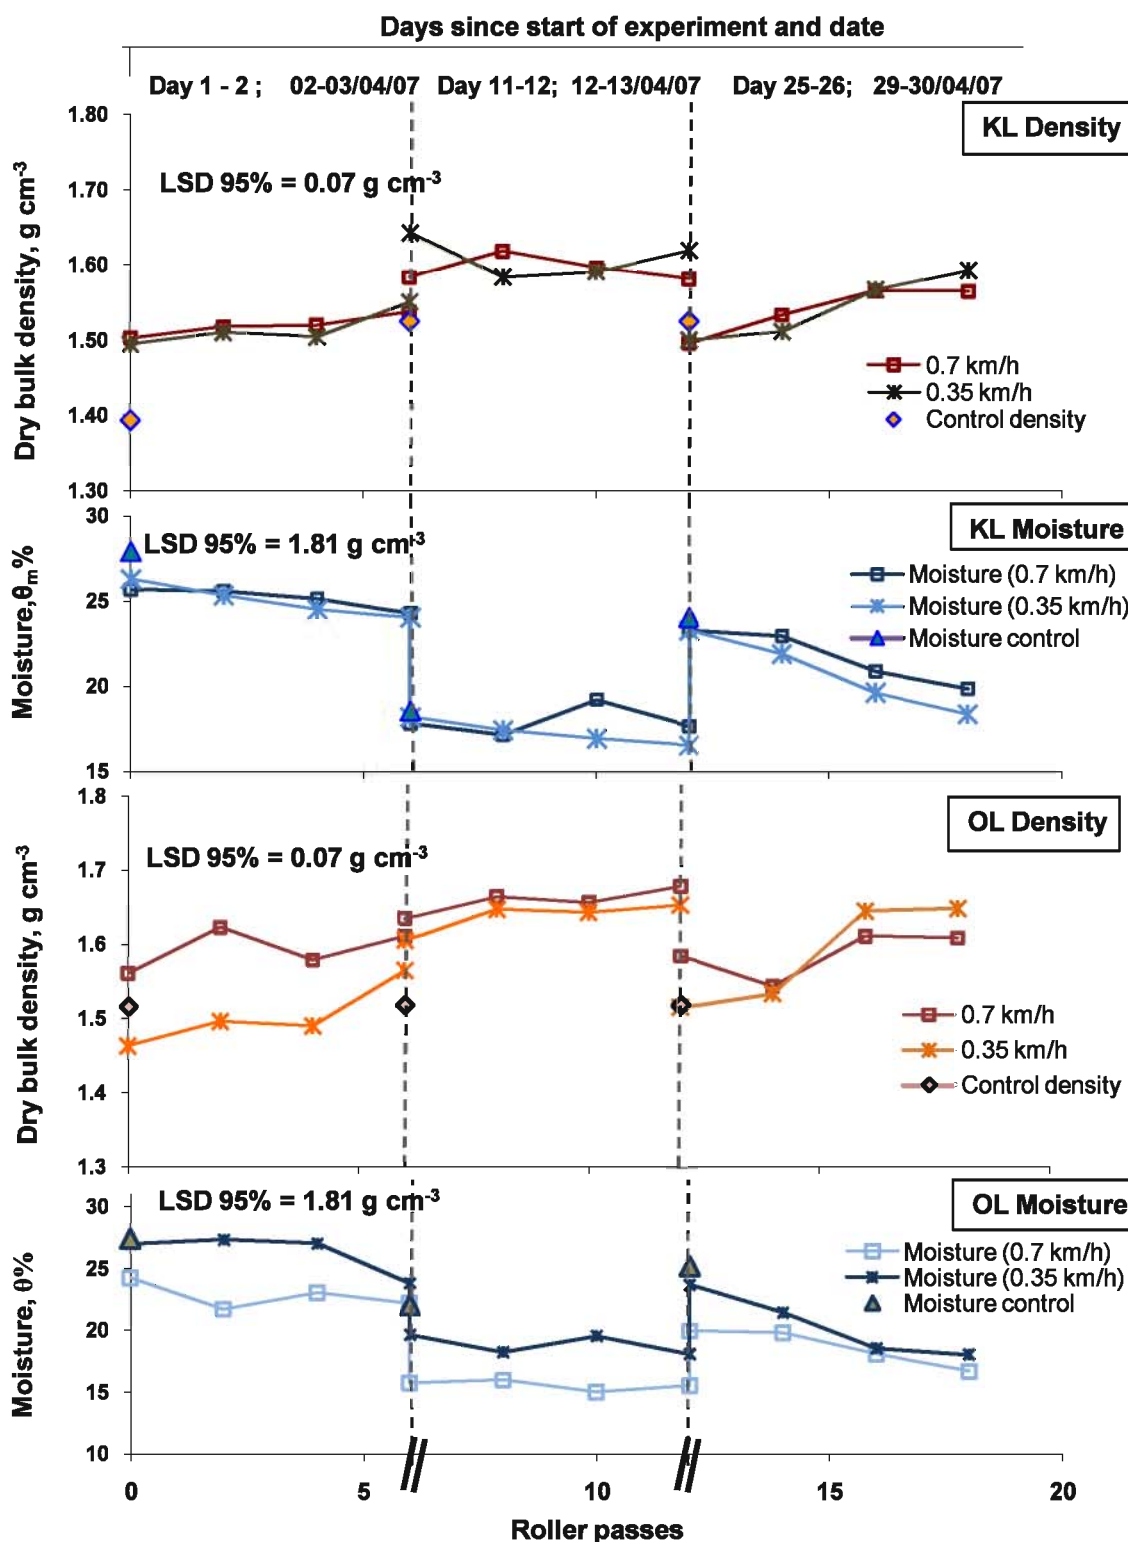 Days since start of experiment and date
Day 1 - 2 ; 02-03/04/07 Day 11-12; 12-13/04/07 Day 25-26; 29-30/04/07
KL Density
LSD 95% = 0.07 g cm-3
Dry bulk density, g cm-3
1.80
1.70
1.60
1.50
1.40
1.30
0.7 km/h
0.35 km/h
Control density
KL Moisture
LSD 95% = 1.81 g cm-3
Moisture,θm%
30
25
20
15
Moisture (0.7 km/h)
Moisture (0.35 km/h)
Moisture control
OL Density
LSD 95% = 0.07 g cm-3
Dry bulk density, g cm-3
1.8
1.7
1.6
1.5
1.4
1.3
0.7 km/h
0.35 km/h
Control density
OL Moisture
LSD 95% = 1.81 g cm-3
Moisture, θ%
30
25
20
15
10
Moisture (0.7 km/h)
Moisture (0.35 km/h)
Moisture control
0 5 10 15 20
Roller passes